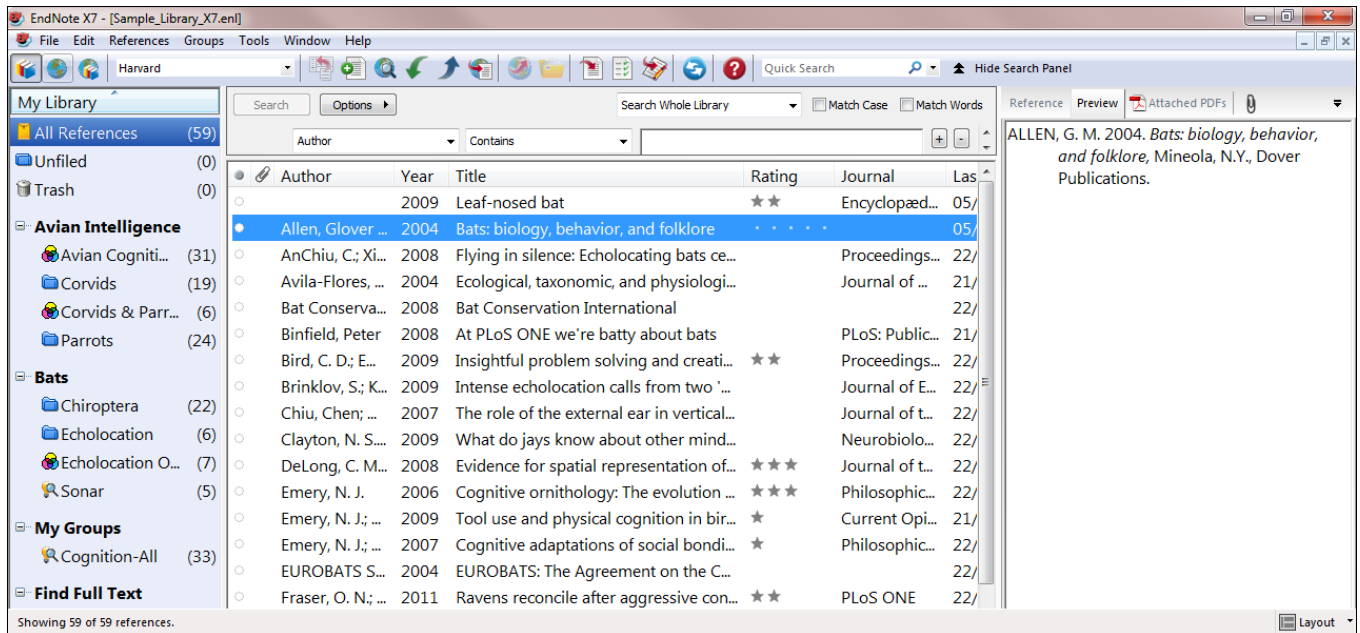 EndNote X7 - [Sample_Library_X7.enl]
File Edit References Groups Tools Window Help
Harvard Quick Search Hide Search Panel
My Library
All References (59)
Unfiled (0)
Trash (0)
Avian Intelligence
Avian Cogniti... (31)
Corvids (19)
Corvids & Parr... (6)
Parrots (24)
Bats
Chiroptera (22)
Echolocation (6)
Echolocation O... (7)
Sonar (5)
My Groups
Cognition-All (33)
Find Full Text
Search Options Search Whole Library Match Case Match Words
Author Contains + -
Author Year Title Rating Journal Las
2009 Leaf-nosed bat ★★ Encyclopæd... 05/
Allen, Glover ... 2004 Bats: biology, behavior, and folklore 05/
AnChiu, C.; Xi... 2008 Flying in silence: Echolocating bats ce... Proceedings... 22/
Avila-Flores, ... 2004 Ecological, taxonomic, and physiologi... Journal of ... 21/
Bat Conserva... 2008 Bat Conservation International 22/
Binfield, Peter 2008 At PLoS ONE we're batty about bats PLoS: Public... 21/
Bird, C. D.; E... 2009 Insightful problem solving and creati... ★★ Proceedings... 22/
Brinklov, S.; K... 2009 Intense echolocation calls from two '... Journal of E... 22/
Chiu, Chen; ... 2007 The role of the external ear in vertical... Journal of t... 22/
Clayton, N. S.... 2009 What do jays know about other mind... Neurobiolo... 22/
DeLong, C. M... 2008 Evidence for spatial representation of... ★★★ Journal of t... 22/
Emery, N. J. 2006 Cognitive ornithology: The evolution ... ★★★ Philosophic... 22/
Emery, N. J.; ... 2009 Tool use and physical cognition in bir... ★ Current Opi... 21/
Emery, N. J.; ... 2007 Cognitive adaptations of social bondi... ★ Philosophic... 22/
EUROBATS S... 2004 EUROBATS: The Agreement on the C... 22/
Fraser, O. N.; ... 2011 Ravens reconcile after aggressive con... ★★ PLoS ONE 22/
Reference Preview Attached PDFs
ALLEN, G. M. 2004. Bats: biology, behavior,
and folklore, Mineola, N.Y., Dover
Publications.
Showing 59 of 59 references. Layout